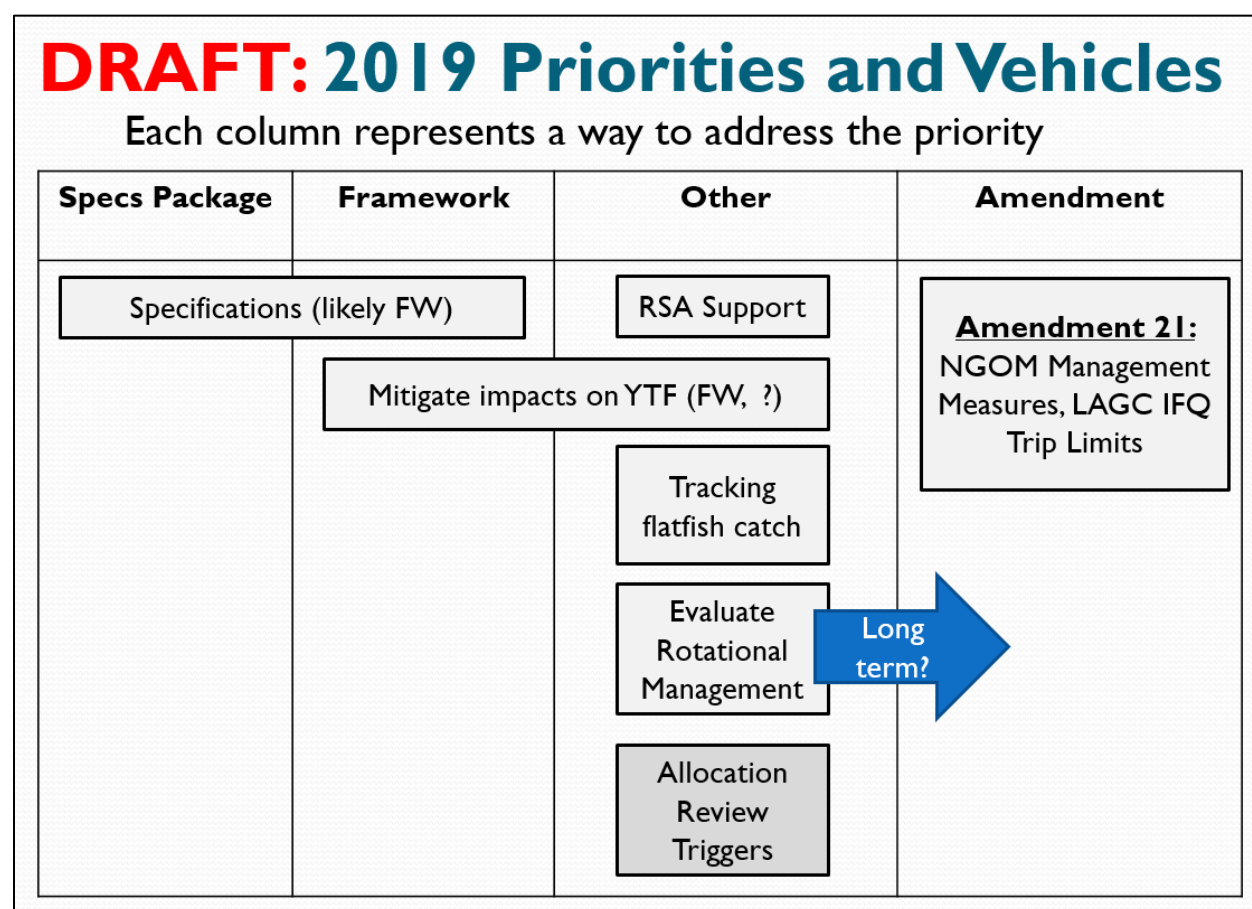 DRAFT: 2019 Priorities and Vehicles
Each column represents a way to address the priority
Specs Package
Framework
Other
Amendment
Specifications (likely FW)
RSA Support
Amendment 21:
NGOM Management
Measures, LAGC IFQ
Trip Limits
Mitigate impacts on YTF (FW, ?)
Tracking
flatfish catch
Evaluate
Rotational
Management
Long
term?
Allocation
Review
Triggers